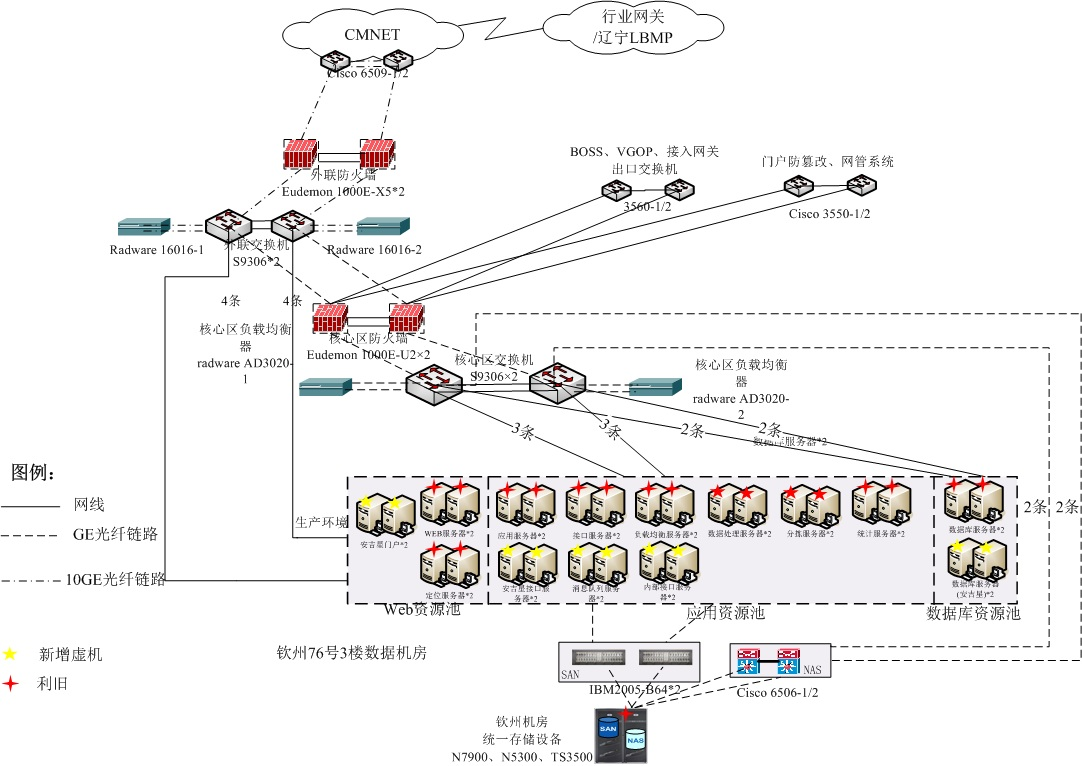 CMNET
行业网关
/辽宁LBMP
Cisco 6509-1/2
外联防火墙
Eudemon 1000E-X5*2
BOSS、VGOP、接入网关
出口交换机
3560-1/2
门户防篡改、网管系统
Cisco 3550-1/2
Radware 16016-1
外联交换机
S9306*2
Radware 16016-2
4条
4条
核心区负载均衡
器
radware AD3020-
1
核心区防火墙
Eudemon 1000E-U2×2
核心区交换机
S9306×2
核心区负载均衡
器
radware AD3020-
2
3条
3条
2条
2条
数据库服务器*2
图例：
网线
GE光纤链路
10GE光纤链路
新增虚机
利旧
生产环境
安吉星门户*2
WEB服务器*2
定位服务器*2
应用服务器*2
接口服务器*2
负载均衡服务器*2
数据处理服务器*2
分拣服务器*2
统计服务器*2
数据库服务器*2
安吉星接口服
务器*2
消息队列服务
器*2
内部接口服务
器*2
数据库服务器
(安吉星)*2
Web资源池
应用资源池
数据库资源池
2条
2条
钦州76号3楼数据机房
SAN
IBM2005-B64*2
NAS
Cisco 6506-1/2
钦州机房
统一存储设备
N7900、N5300、TS3500
SAN
NAS